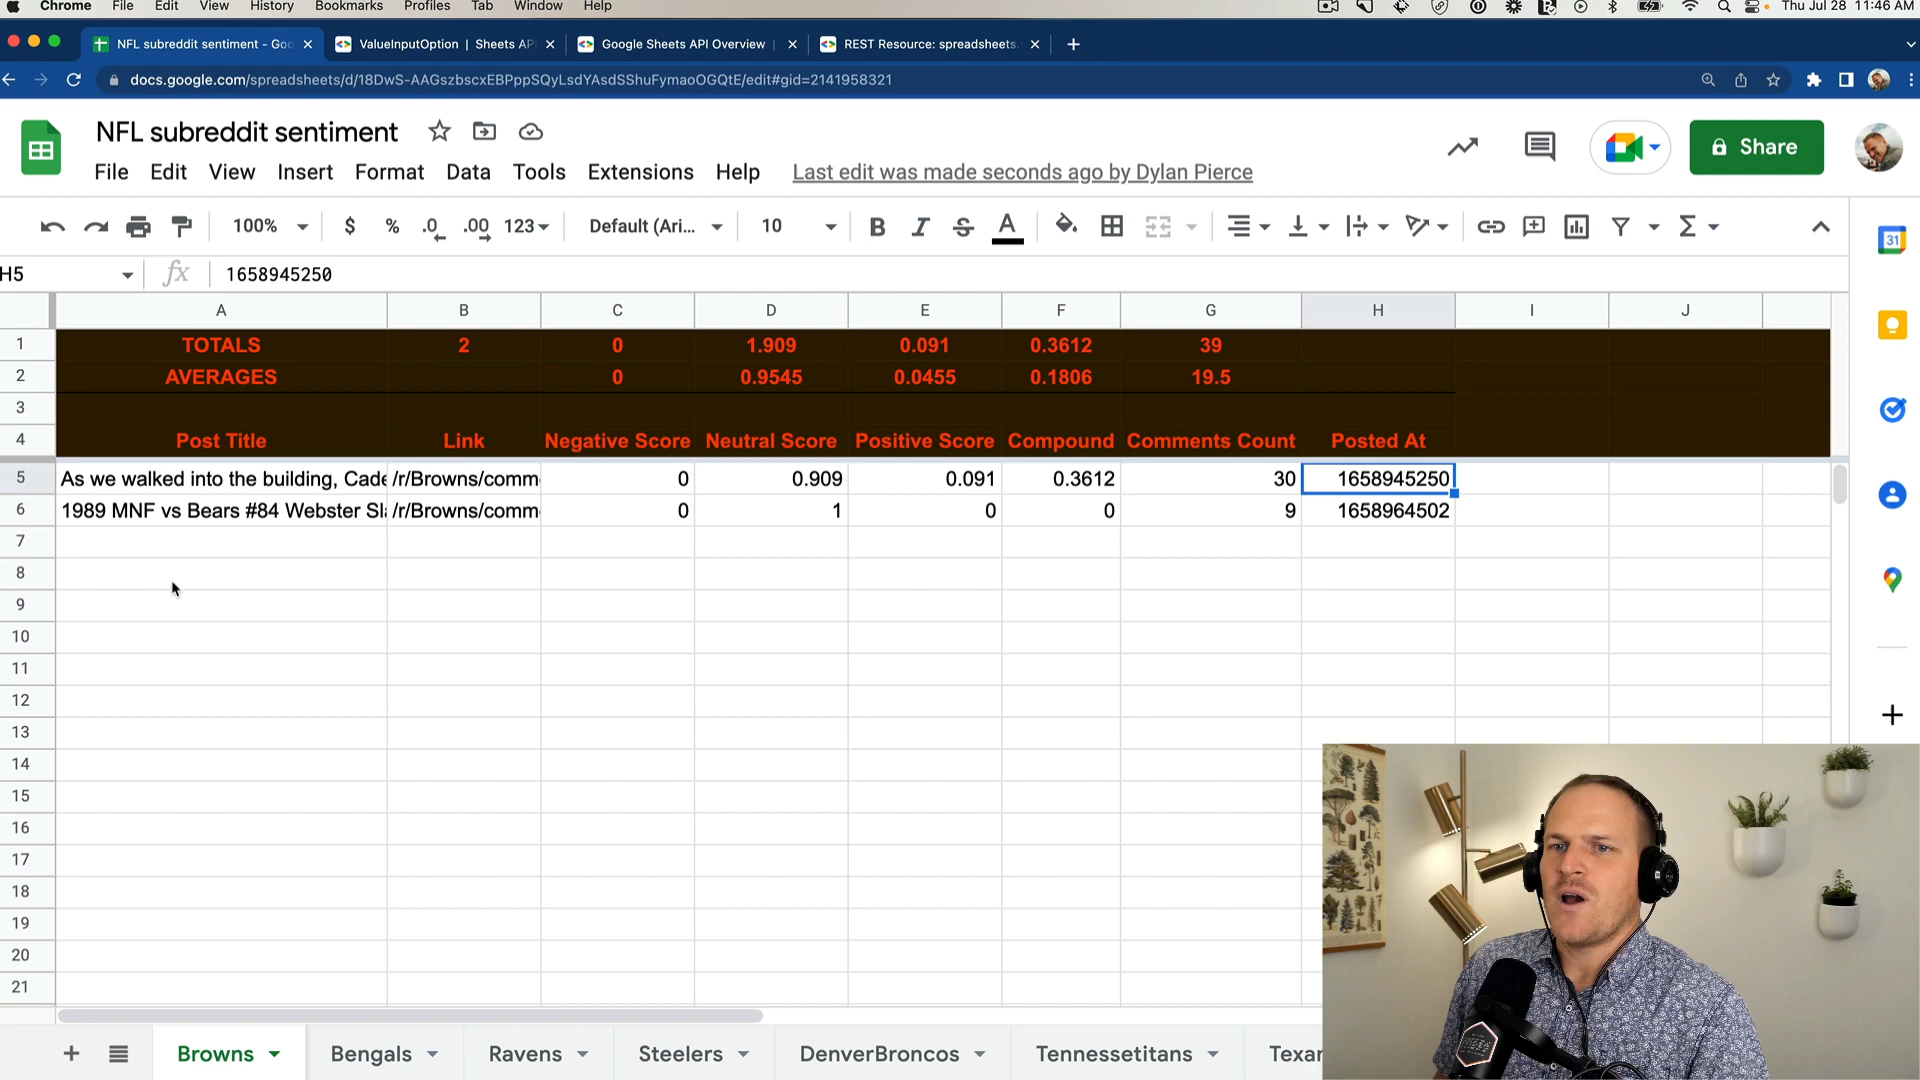 Chrome File Edit View History Bookmarks Profiles Tab Window Help Thu Jul 28 11:46 AM
NFL subreddit sentiment - Goo ValueInputOption | Sheets AP Google Sheets API Overview REST Resource: spreadsheets.
docs.google.com/spreadsheets/d/18DwS-AAGszbscxEBPppSQyLsdYAsdSShuFymaoOGQtE/edit#gid=2141958321
NFL subreddit sentiment
Share
File Edit View Insert Format Data Tools Extensions Help Last edit was made seconds ago by Dylan Pierce
100% $ % .0 .00 123 Default (Ari... 10 B I S A Σ
31
H5 fx 1658945250
A B C D E F G H I J
1 TOTALS 2 0 1.909 0.091 0.3612 39
2 AVERAGES 0 0.9545 0.0455 0.1806 19.5
3
4 Post Title Link Negative Score Neutral Score Positive Score Compound Comments Count Posted At
5 As we walked into the building, Cade /r/Browns/comm 0 0.909 0.091 0.3612 30 1658945250
6 1989 MNF vs Bears #84 Webster Sla /r/Browns/comm 0 1 0 0 9 1658964502
7
8
9
10
11
12
13
14
15
16
17
18
19
20
21
Browns Bengals Ravens Steelers DenverBroncos Tennessetitans Texan